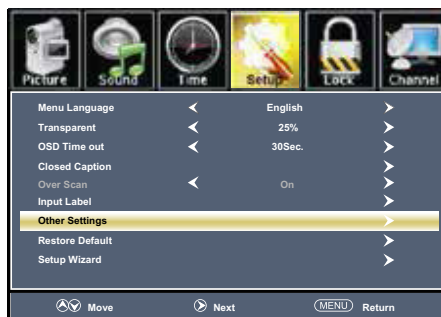 Picture Sound Time Setup Lock Channel
Menu Language English
Transparent 25%
OSD Time out 30Sec.
Closed Caption
Over Scan On
Input Label
Other Settings
Restore Default
Setup Wizard
Move Next MENU Return